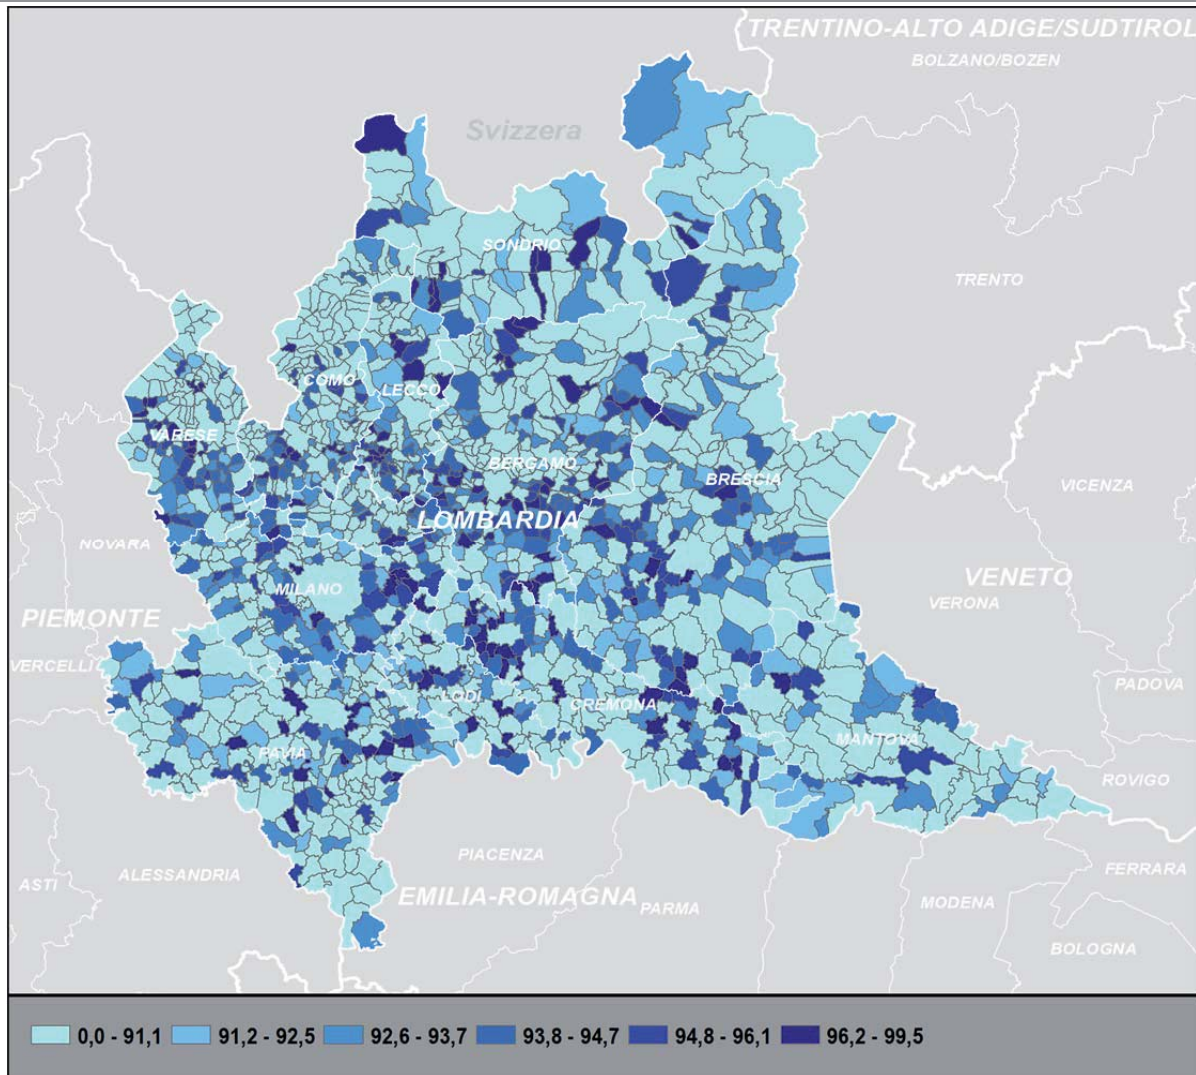 TRENTINO-ALTO ADIGE/SUDTIROL
BOLZANO/BOZEN
Svizzera
SONDRIO
TRENTO
COMO
LECCO
VARESE
BERGAMO
BRESCIA
VICENZA
LOMBARDIA
NOVARA
MILANO
VENETO
VERONA
PIEMONTE
VERCELLI
PADOVA
LODI
CREMONA
MANTOVA
PAVIA
ROVIGO
PIACENZA
ALESSANDRIA
FERRARA
ASTI
EMILIA-ROMAGNA
PARMA
MODENA
BOLOGNA
0,0 - 91,1 91,2 - 92,5 92,6 - 93,7 93,8 - 94,7 94,8 - 96,1 96,2 - 99,5